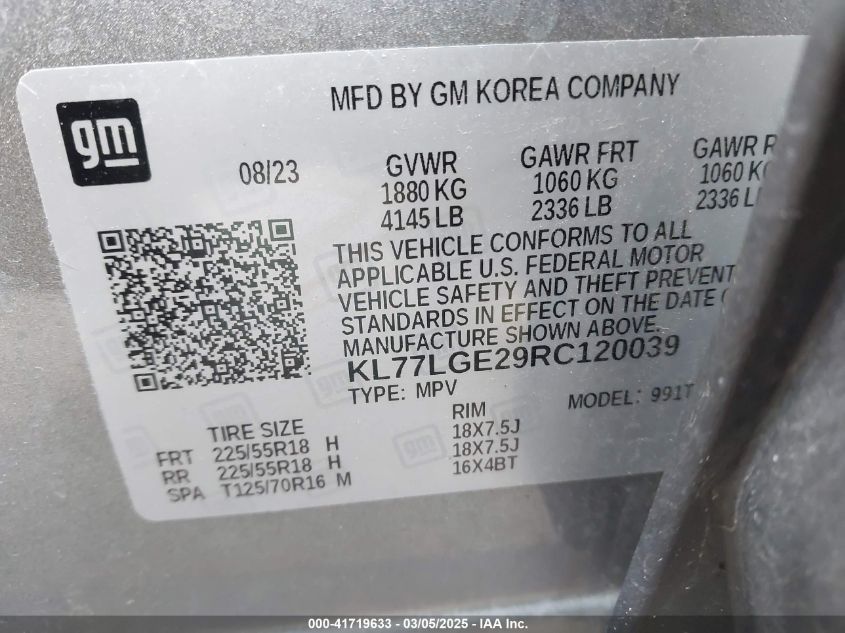 MFD BY GM KOREA COMPANY
gm
08/23
GVWR
1880 KG
4145 LB
GAWR FRT
1060 KG
2336 LB
GAWR
1060
2336
THIS VEHICLE CONFORMS TO ALL
APPLICABLE U.S. FEDERAL MOTOR
VEHICLE SAFETY AND THEFT PREVENT
STANDARDS IN EFFECT ON THE DATE
MANUFACTURE SHOWN ABOVE.
KL77LGE29RC120039
TYPE: MPV
MODEL: 991T
TIRE SIZE
RIM
FRT 225/55R18 H 18X7.5J
RR 225/55R18 H 18X7.5J
SPA T125/70R16 M 16X4BT
000-41719633 - 03/05/2025 - IAA Inc.